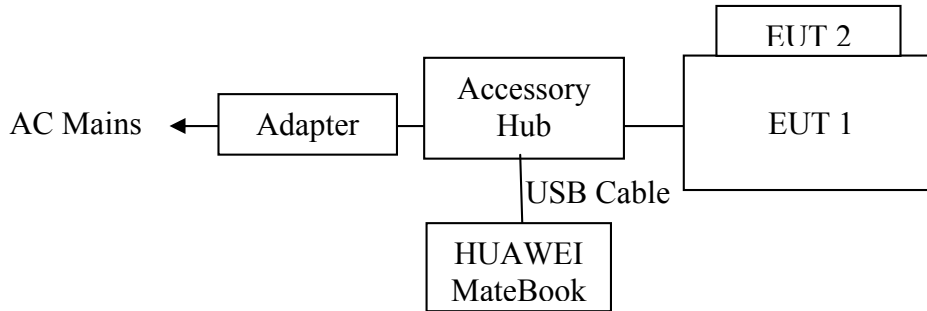 EUT 2
Accessory
Hub
AC Mains
Adapter
EUT 1
USB Cable
HUAWEI
MateBook